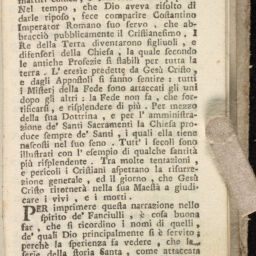 Nel tempo, che Dio aveva risolto di
darle riposo, fece comparire Costantino
Imperator Romano suo servo, che ab-
bracciò pubblicamente il Cristianesimo. I
Re della Terra diventarono figliuoli, e
difensori della Chiesa, la quale secondo
le antiche Profezie si stabilì per tutta la
terra. L' eresìe predette da Gesù Cristo,
e dagli Appostoli si fanno sentire: tutti
i Misterj della Fede sono attaccati gli uni
dopo gli altri: la Fede non fa, che for-
tificarsi, e risplendere di più. Per mezzo
della sua Dottrina, e per l' amministra-
zione de' Santi Sacramenti la Chiesa pro-
duce sempre de' Santi, i quali ella tiene
nascosti nel suo seno. Tutt' i secoli sono
illustrati con l' esempio di qualche santità
più risplendente. Tra molte tentazioni,
e pericoli i Cristiani aspettano la risurre-
zione generale, ed il giorno, che Gesù
Cristo ritornerà nella sua Maestà a giudi-
care i vivi, e i morti.
PER imprimere questa narrazione nello
spirito de' Fanciulli, è cosa buona
far, che si ricordino i nomi di quelli,
de' quali Dio principalmente si è servito;
perchè la sperienza fa vedere, che la
serie della storia Santa, come attaccata